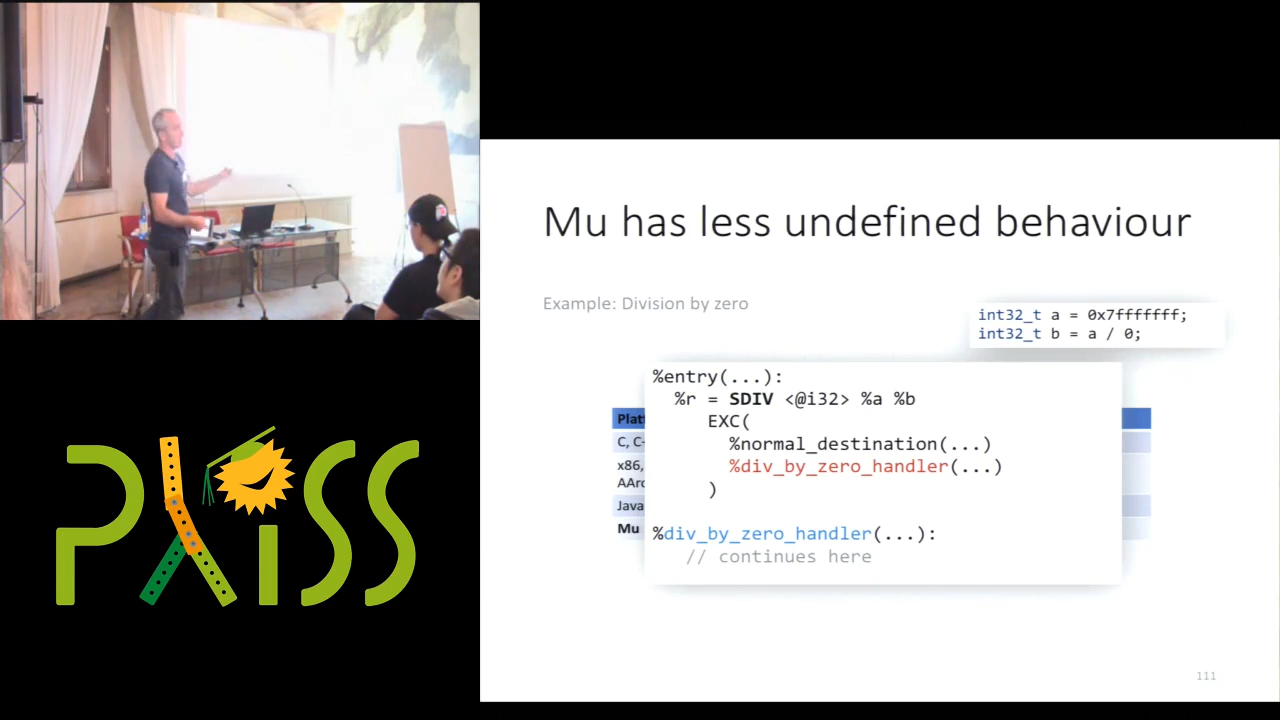 PLISS
Mu has less undefined behaviour
Example: Division by zero
int32_t a = 0x7fffffff;
int32_t b = a / 0;
%entry(...):
%r = SDIV <@i32> %a %b
EXC(
%normal_destination(...)
%div_by_zero_handler(...)
)
%div_by_zero_handler(...):
// continues here
C, C
x86,
Java
Mu
111